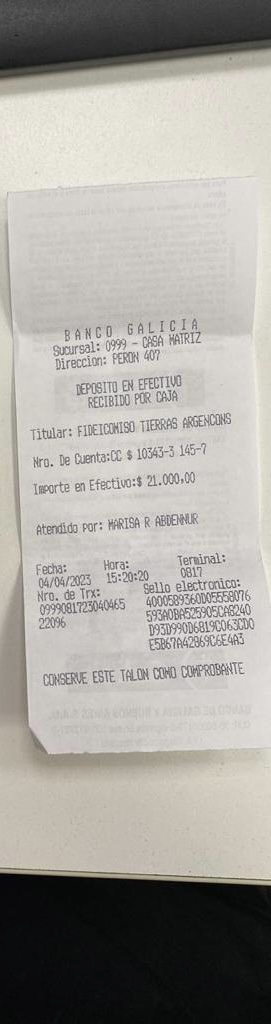 BANCO GALICIA
Sucursal: 0999 - CASA MATRIZ
Direccion: PERON 407
DEPOSITO EN EFECTIVO
RECIBIDO POR CAJA
Titular: FIDEICOMISO TIERRAS ARGENCONS
Nro. De Cuenta:CC $ 10343-3 145-7
Importe en Efectivo:$ 21.000,00
Atendido por: MARISA R ABDENNUR
Fecha: Hora: Terminal:
04/04/2023 15:20:20 0817
Nro. de Trx: Sello electronico:
0999081723040465 4000589360D05558076
22096 593A0BA525905CA8240
D93D990D6819C063CD0
E5B67A42869C6E4A3
CONSERVE ESTE TALON COMO COMPROBANTE